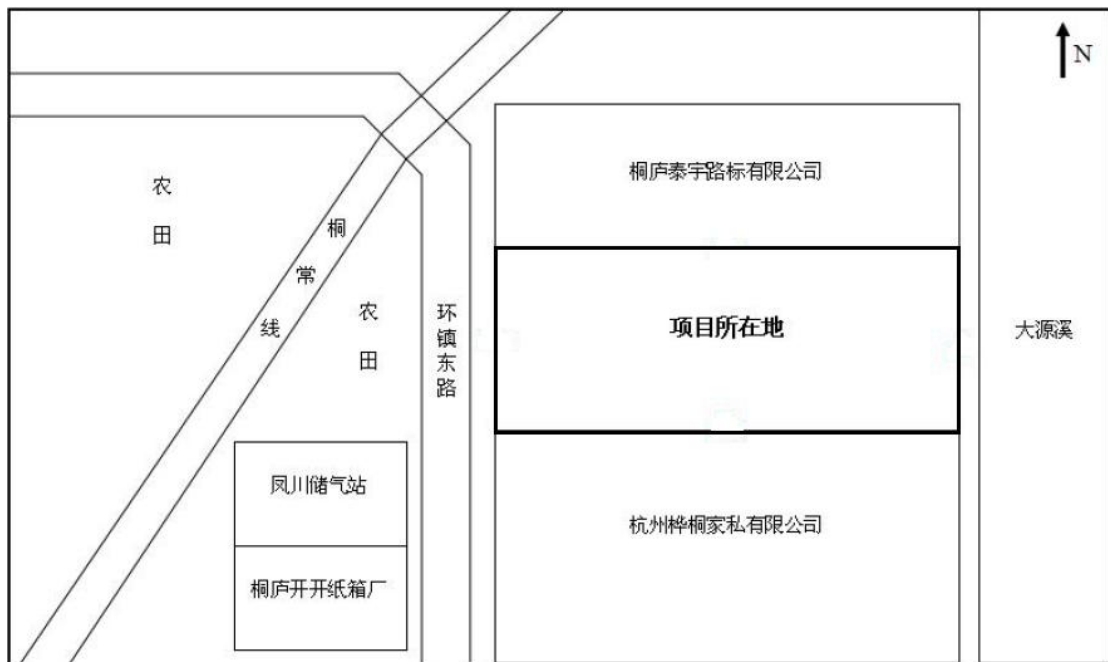 N
桐庐泰宇路标有限公司
农田
桐常线
农田
环镇东路
项目所在地
大源溪
凤川储气站
杭州桦桐家私有限公司
桐庐开开纸箱厂